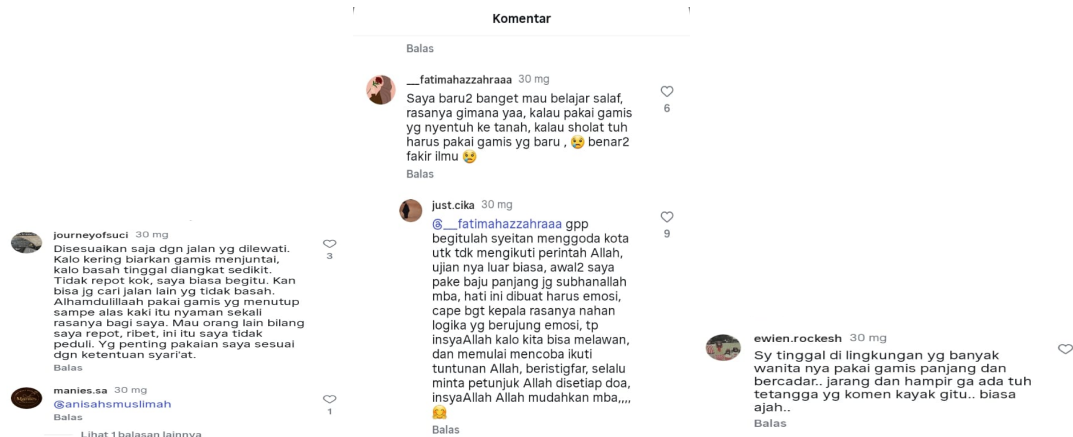 journeyofsuci 30 mg
Disesuaikan saja dgn jalan yg dilewati.
Kalo kering biarkan gamis menjuntai,
kalo basah tinggal diangkat sedikit.
Tidak repot kok, saya biasa begitu. Kan
bisa jg cari jalan lain yg tidak basah.
Alhamdulillaah pakai gamis yg menutup
sampe alas kaki itu nyaman sekali
rasanya bagi saya. Mau orang lain bilang
saya repot, ribet, ini itu saya tidak
peduli. Yg penting pakaian saya sesuai
dgn ketentuan syari'at.
3
Balas
manies.sa 30 mg
@anisahsmuslimah
1
Balas
Lihat 1 balasan lainnya
Komentar
Balas
__fatimahazzahraaa 30 mg
Saya baru2 banget mau belajar salaf,
rasanya gimana yaa, kalau pakai gamis
yg nyentuh ke tanah, kalau sholat tuh
harus pakai gamis yg baru , 😢 benar2
fakir ilmu 😢
6
Balas
just.cika 30 mg
@__fatimahazzahraaa gpp
begitulah syeitan menggoda kota
utk tdk mengikuti perintah Allah,
ujian nya luar biasa, awal2 saya
pake baju panjang jg subhanallah
mba, hati ini dibuat harus emosi,
cape bgt kepala rasanya nahan
logika yg berujung emosi, tp
insyaAllah kalo kita bisa melawan,
dan memulai mencoba ikuti
tuntunan Allah, beristigfar, selalu
minta petunjuk Allah disetiap doa,
insyaAllah Allah mudahkan mba,,,,
🤗
9
Balas
ewien.rockesh 30 mg
Sy tinggal di lingkungan yg banyak
wanita nya pakai gamis panjang dan
bercadar.. jarang dan hampir ga ada tuh
tetangga yg komen kayak gitu.. biasa
ajah..
Balas